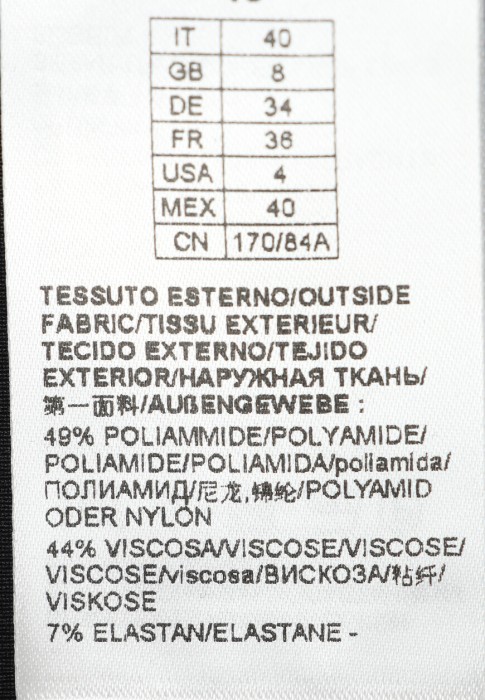 IT 40
GB 8
DE 34
FR 36
USA 4
MEX 40
CN 170/84A
TESSUTO ESTERNO/OUTSIDE
FABRIC/TISSU EXTERIEUR/
TECIDO EXTERNO/TEJIDO
EXTERIOR/НАРУЖНАЯ ТКАНЬ/
第一面料/AUßENGEWEBE :
49% POLIAMMIDE/POLYAMIDE/
POLIAMIDE/POLIAMIDA/poliamida/
ПОЛИАМИД/尼龙,锦纶/POLYAMID
ODER NYLON
44% VISCOSA/VISCOSE/VISCOSE/
VISCOSE/viscosa/ВИСКОЗА/粘纤/
VISKOSE
7% ELASTAN/ELASTANE -